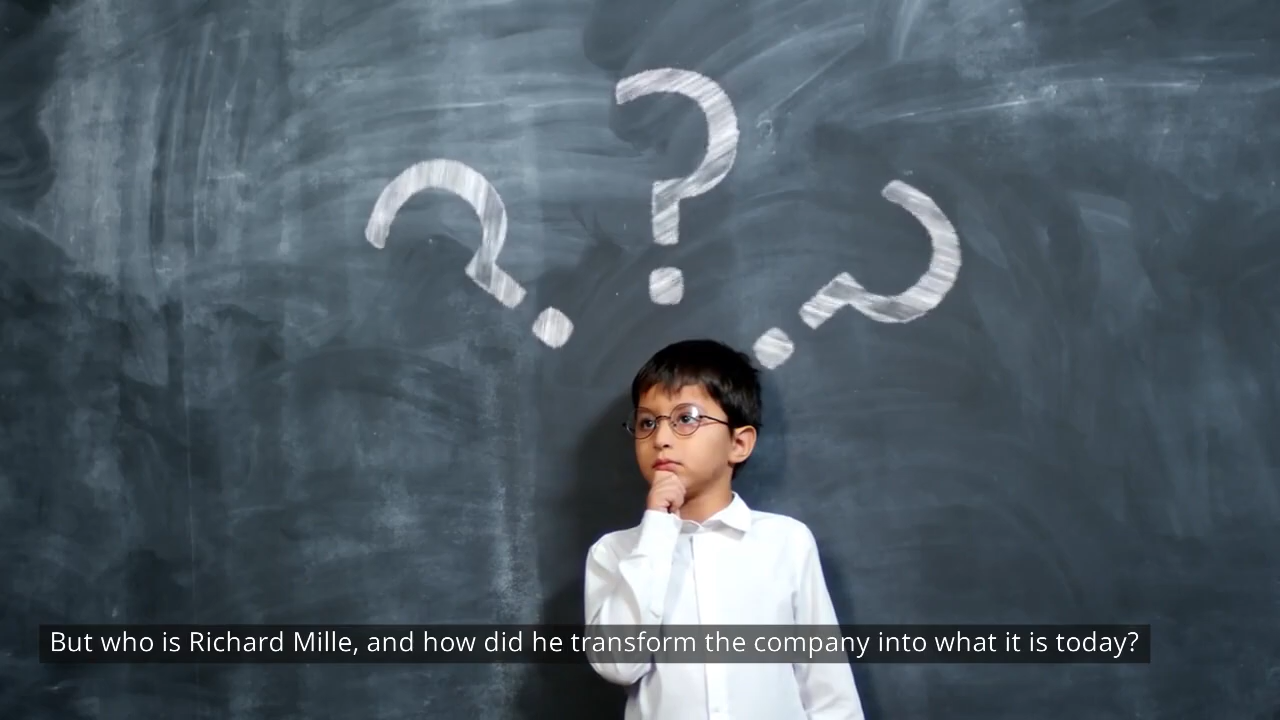 ? ? ?
But who is Richard Mille, and how did he transform the company into what it is today?